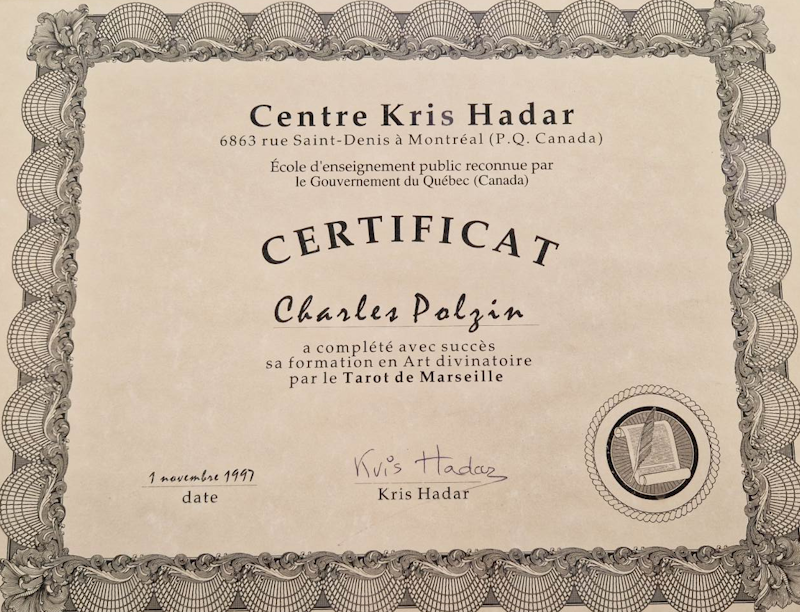 Centre Kris Hadar
6863 rue Saint-Denis à Montréal (P.Q. Canada)
École d'enseignement public reconnue par
le Gouvernement du Québec (Canada)
CERTIFICAT
Charles Polzin
a complété avec succès
sa formation en Art divinatoire
par le Tarot de Marseille
1 novembre 1997
date
Kris Hadar
Kris Hadar